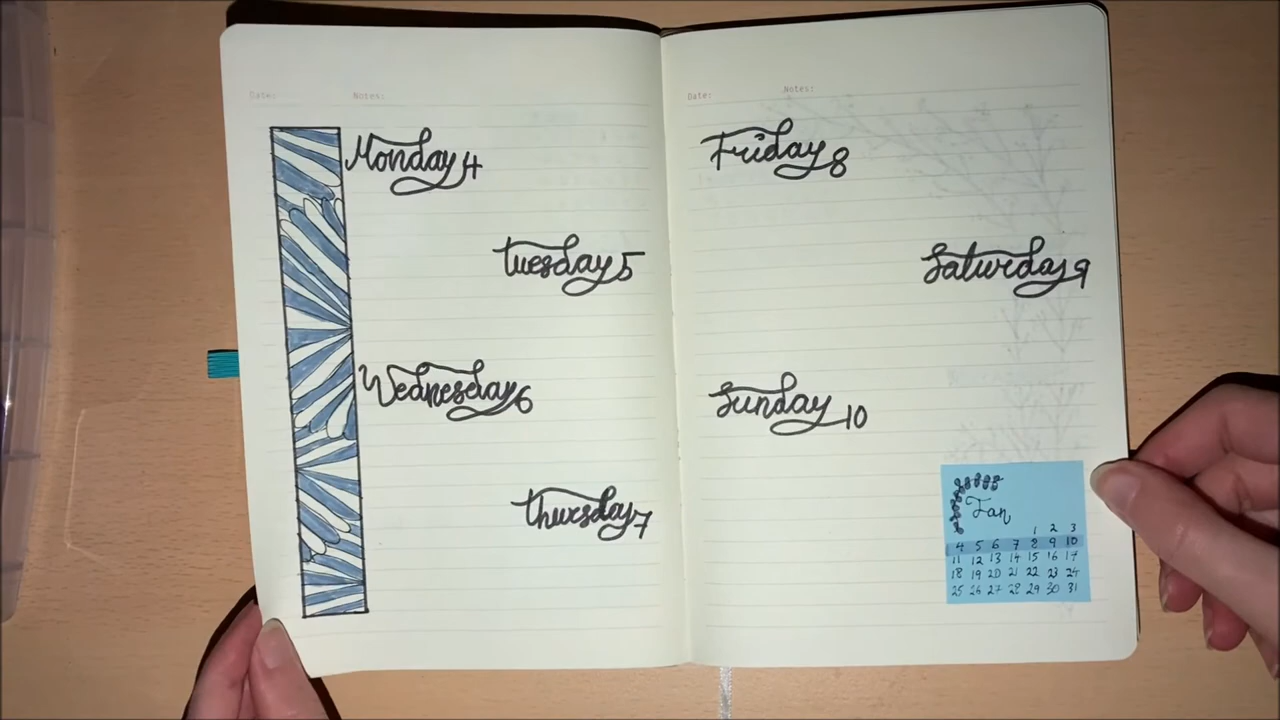 Date: Notes:
Monday 4
tuesday 5
Wednesday 6
thursday 7
Date: Notes:
Friday 8
Saturday 9
Sunday 10
Jan
1 2 3
4 5 6 7 8 9 10
11 12 13 14 15 16 17
18 19 20 21 22 23 24
25 26 27 28 29 30 31